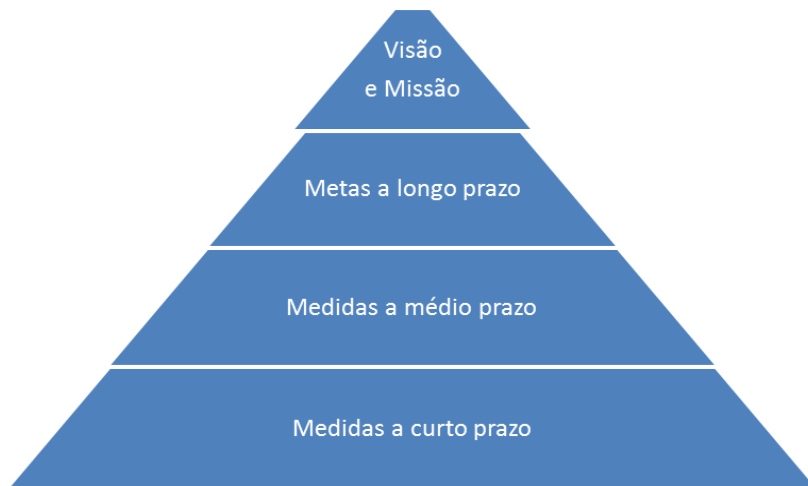 Visão
e Missão
Metas a longo prazo
Medidas a médio prazo
Medidas a curto prazo